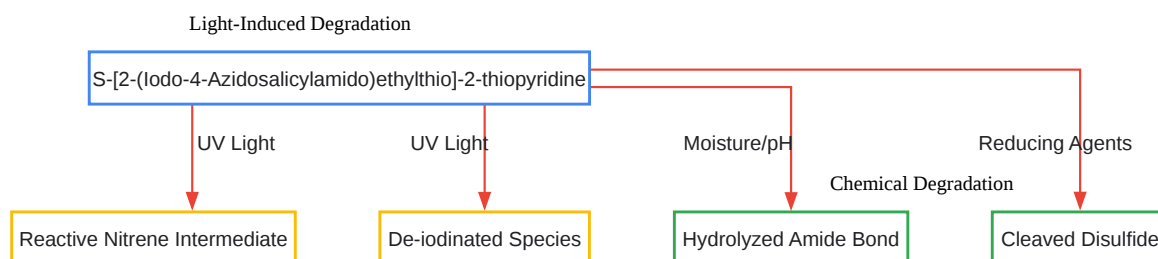 Light-Induced Degradation
S-[2-(Iodo-4-Azidosalicylamido)ethylthio]-2-thiopyridine
UV Light
UV Light
Moisture/pH
Reducing Agents
Chemical Degradation
Reactive Nitrene Intermediate
De-iodinated Species
Hydrolyzed Amide Bond
Cleaved Disulfide